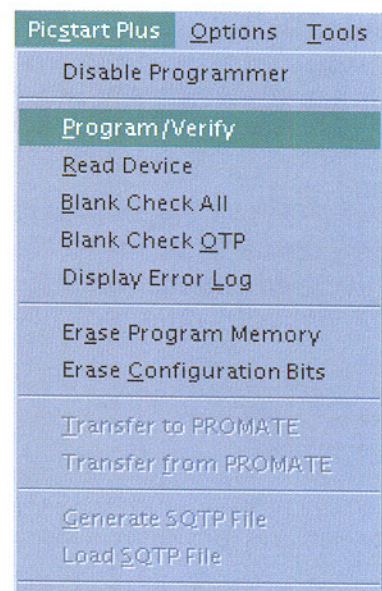 Picstart Plus Options Tools
Disable Programmer
Program/Verify
Read Device
Blank Check All
Blank Check OTP
Display Error Log
Erase Program Memory
Erase Configuration Bits
Transfer to PROMATE
Transfer from PROMATE
Generate SQTP File
Load SQTP File